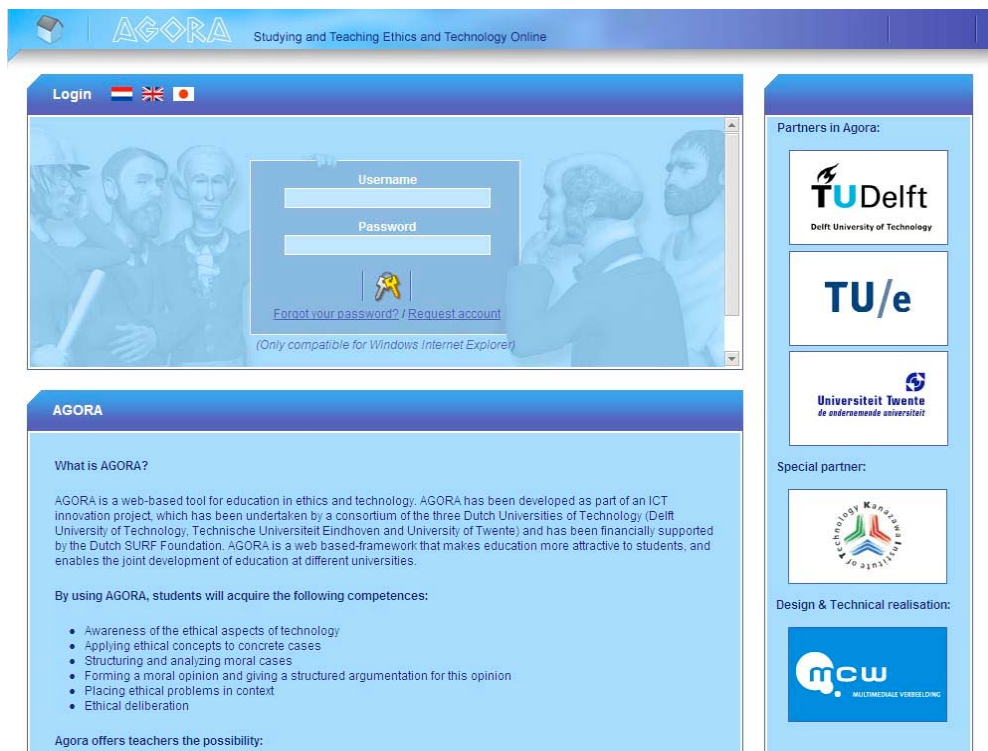 AGORA Studying and Teaching Ethics and Technology Online
Login
Username
Password
Forgot your password? / Request account
(Only compatible for Windows Internet Explorer)
AGORA
What is AGORA?
AGORA is a web-based tool for education in ethics and technology. AGORA has been developed as part of an ICT
innovation project, which has been undertaken by a consortium of the three Dutch Universities of Technology (Delft
University of Technology, Technische Universiteit Eindhoven and University of Twente) and has been financially supported
by the Dutch SURF Foundation. AGORA is a web based-framework that makes education more attractive to students, and
enables the joint development of education at different universities.
By using AGORA, students will acquire the following competences:
Awareness of the ethical aspects of technology
Applying ethical concepts to concrete cases
Structuring and analyzing moral cases
Forming a moral opinion and giving a structured argumentation for this opinion
Placing ethical problems in context
Ethical deliberation
Agora offers teachers the possibility:
Partners in Agora:
TUDelft
Delft University of Technology
TU/e
Universiteit Twente
de ondernemende universiteit
Special partner:
Kanazawa Institute of Technology
Design & Technical realisation:
mcw
MULTIMEDIALE VERBEELDING